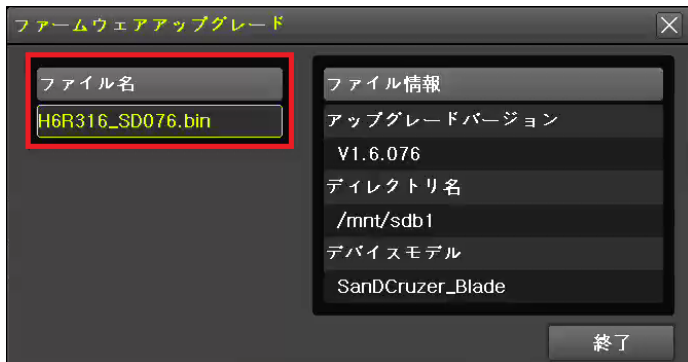 ファームウェアアップグレード
ファイル名
H6R316_SD076.bin
ファイル情報
アップグレードバージョン
V1.6.076
ディレクトリ名
/mnt/sdb1
デバイスモデル
SanDCruzer_Blade
終了